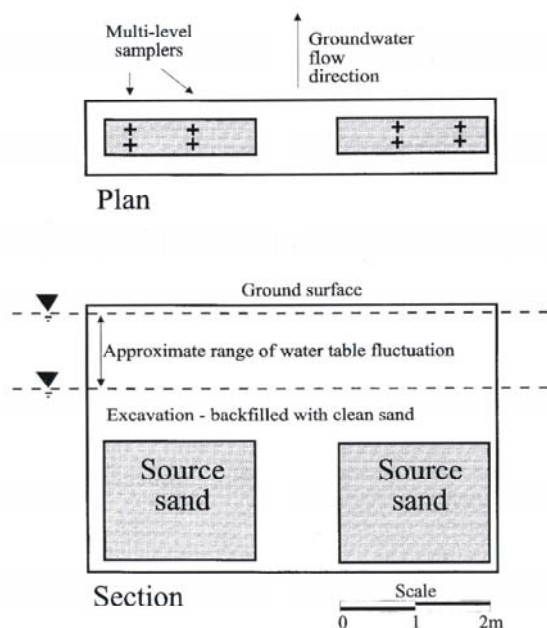 Multi-level
samplers
Groundwater
flow
direction
Plan
Ground surface
Approximate range of water table fluctuation
Excavation - backfilled with clean sand
Source
sand
Source
sand
Section
Scale
0 1 2m